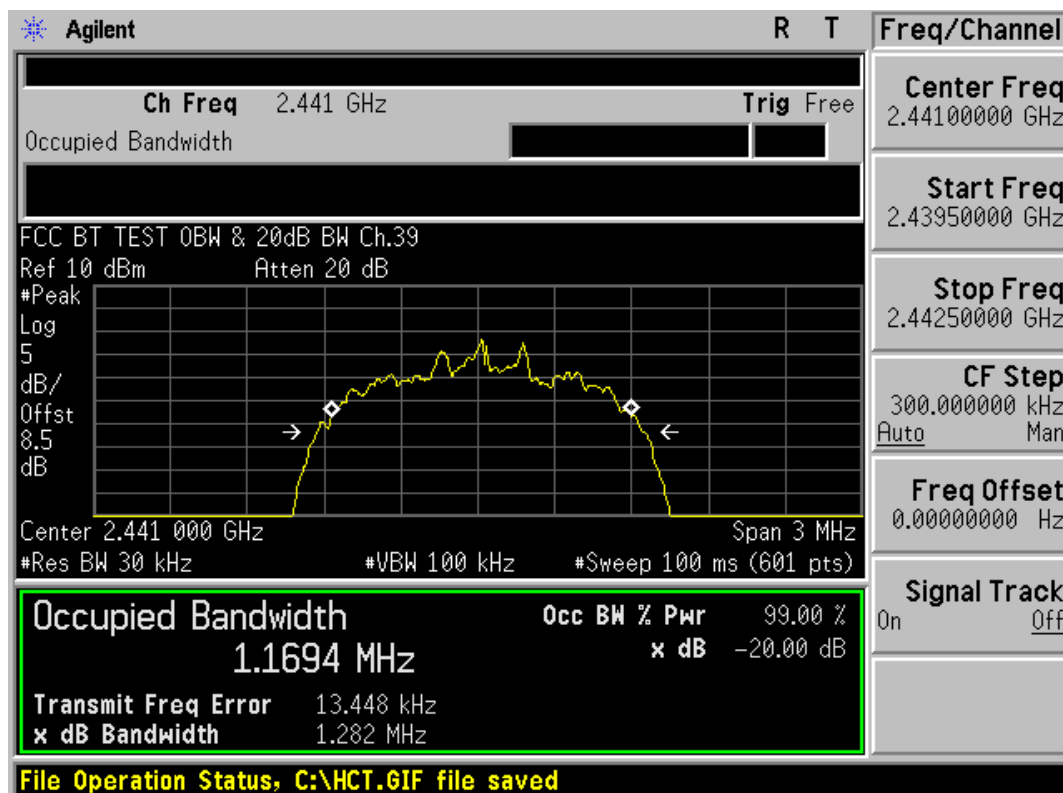 Agilent R T
Ch Freq 2.441 GHz Trig Free
Occupied Bandwidth
FCC BT TEST OBW & 20dB BW Ch.39
Ref 10 dBm Atten 20 dB
#Peak
Log
5
dB/
Offst
8.5
dB
Center 2.441 000 GHz Span 3 MHz
#Res BW 30 kHz #VBW 100 kHz #Sweep 100 ms (601 pts)
Occupied Bandwidth
1.1694 MHz
Occ BW % Pwr 99.00 %
x dB -20.00 dB
Transmit Freq Error 13.448 kHz
x dB Bandwidth 1.282 MHz
File Operation Status, C:\HCT.GIF file saved
Freq/Channel
Center Freq
2.44100000 GHz
Start Freq
2.43950000 GHz
Stop Freq
2.44250000 GHz
CF Step
300.000000 kHz
Auto Man
Freq Offset
0.00000000 Hz
Signal Track
On Off